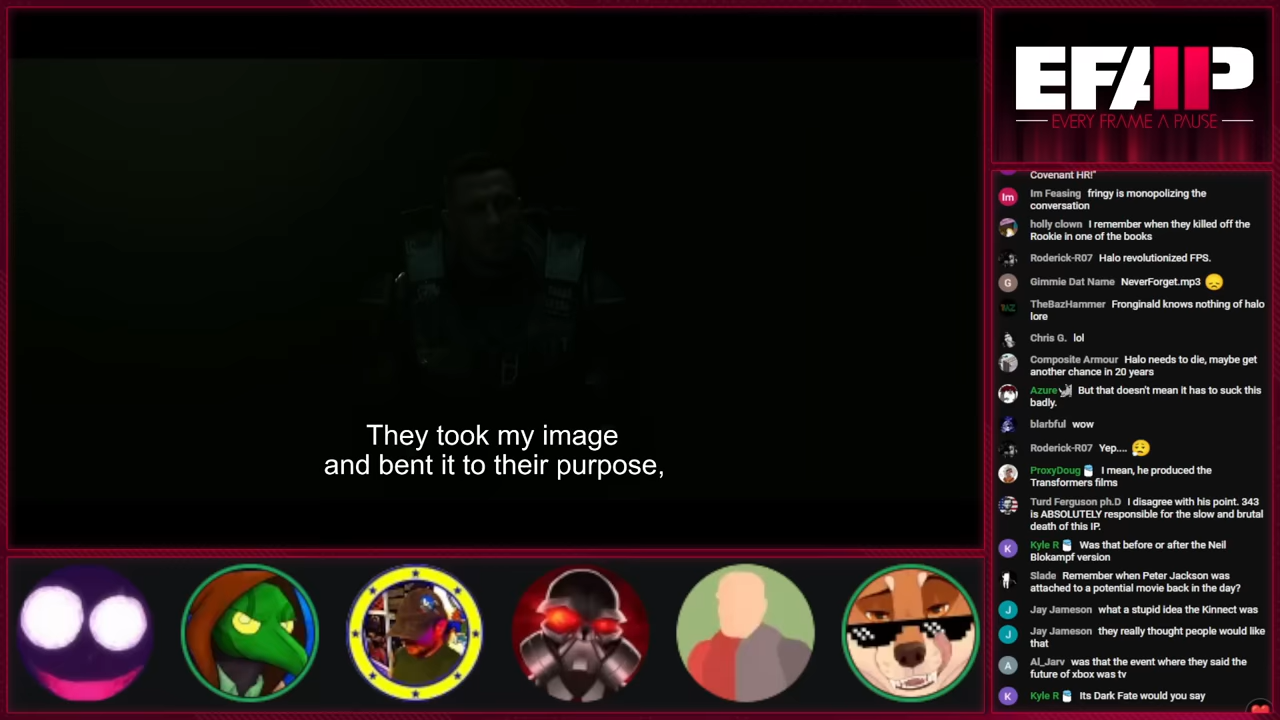 They took my image
and bent it to their purpose,
EFAP
EVERY FRAME A PAUSE
Covenant HR!"
Im Feasing fringy is monopolizing the
conversation
holly clown I remember when they killed off the
Rookie in one of the books
Roderick-R07 Halo revolutionized FPS.
G
Gimmie Dat Name NeverForget.mp3
TheBazHammer Fronginald knows nothing of halo
lore
Chris G. lol
Composite Armour Halo needs to die, maybe get
another chance in 20 years
Azure But that doesn't mean it has to suck this
badly.
blarbful wow
Roderick-R07 Yep....
ProxyDoug I mean, he produced the
Transformers films
Turd Ferguson ph.D I disagree with his point. 343
is ABSOLUTELY responsible for the slow and brutal
death of this IP.
K
Kyle R Was that before or after the Neil
Blokampf version
Slade Remember when Peter Jackson was
attached to a potential movie back in the day?
J
Jay Jameson what a stupid idea the Kinnect was
J
Jay Jameson they really thought people would like
that
A
Al_Jarv was that the event where they said the
future of xbox was tv
K
Kyle R Its Dark Fate would you say